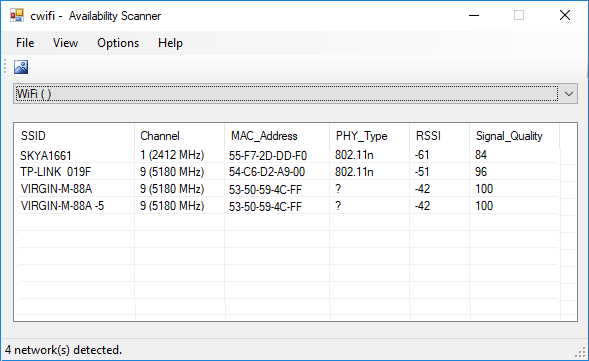 cwifi - Availability Scanner
File View Options Help
WiFi ( )
SSID Channel MAC_Address PHY_Type RSSI Signal_Quality
SKYA1661 1 (2412 MHz) 55-F7-2D-DD-F0 802.11n -61 84
TP-LINK 019F 9 (5180 MHz) 54-C6-D2-A9-00 802.11n -51 96
VIRGIN-M-88A 9 (5180 MHz) 53-50-59-4C-FF ? -42 100
VIRGIN-M-88A -5 9 (5180 MHz) 53-50-59-4C-FF ? -42 100
4 network(s) detected.